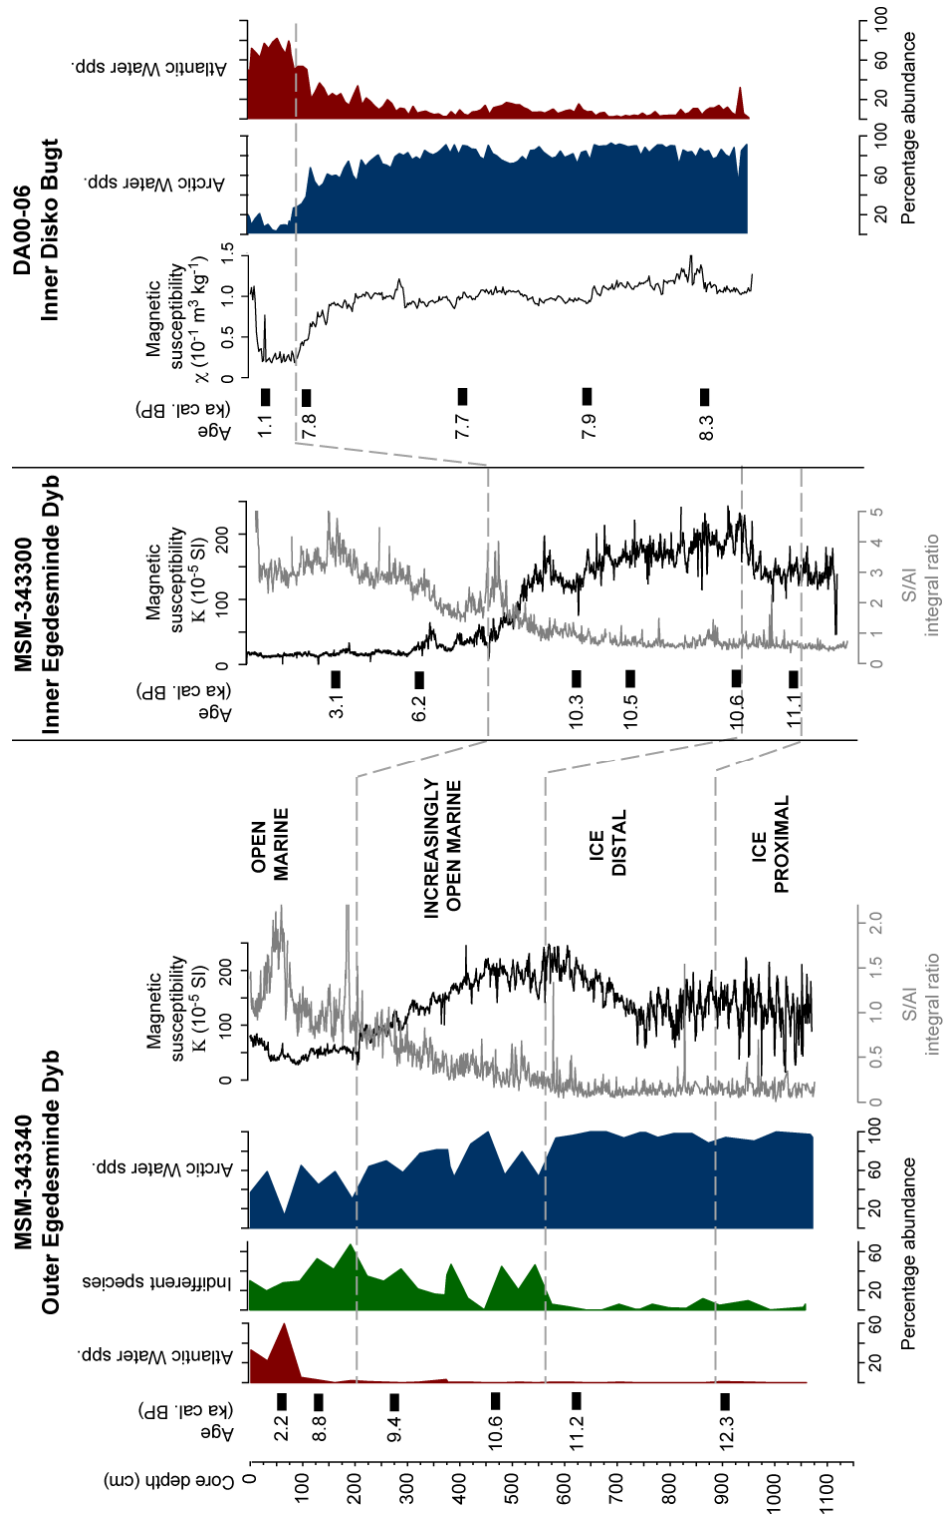 MSM-343340
Outer Egedesminde Dyb
MSM-343300
Inner Egedesminde Dyb
DA00-06
Inner Disko Bugt
Core depth (cm)
0
100
200
300
400
500
600
700
800
900
1000
1100
Age
(ka cal. BP)
2.2
8.8
9.4
10.6
11.2
12.3
Atlantic Water spp.
20
60
Indifferent species
20
60
Arctic Water spp.
20
60
100
Percentage abundance
Magnetic
susceptibility
K (10-5 SI)
0
100
200
0
0.5
1.0
1.5
2.0
S/Al
integral ratio
OPEN
MARINE
INCREASINGLY
OPEN MARINE
ICE
DISTAL
ICE
PROXIMAL
Age
(ka cal. BP)
3.1
6.2
10.3
10.5
10.6
11.1
Magnetic
susceptibility
K (10-5 SI)
0
100
200
0
1
2
3
4
5
S/Al
integral ratio
Age
(ka cal. BP)
1.1
7.8
7.7
7.9
8.3
Magnetic
susceptibility
χ (10-1 m3 kg-1)
0
0.5
1.0
1.5
Arctic Water spp.
20
60
100
Atlantic Water spp.
20
60
100
Percentage abundance